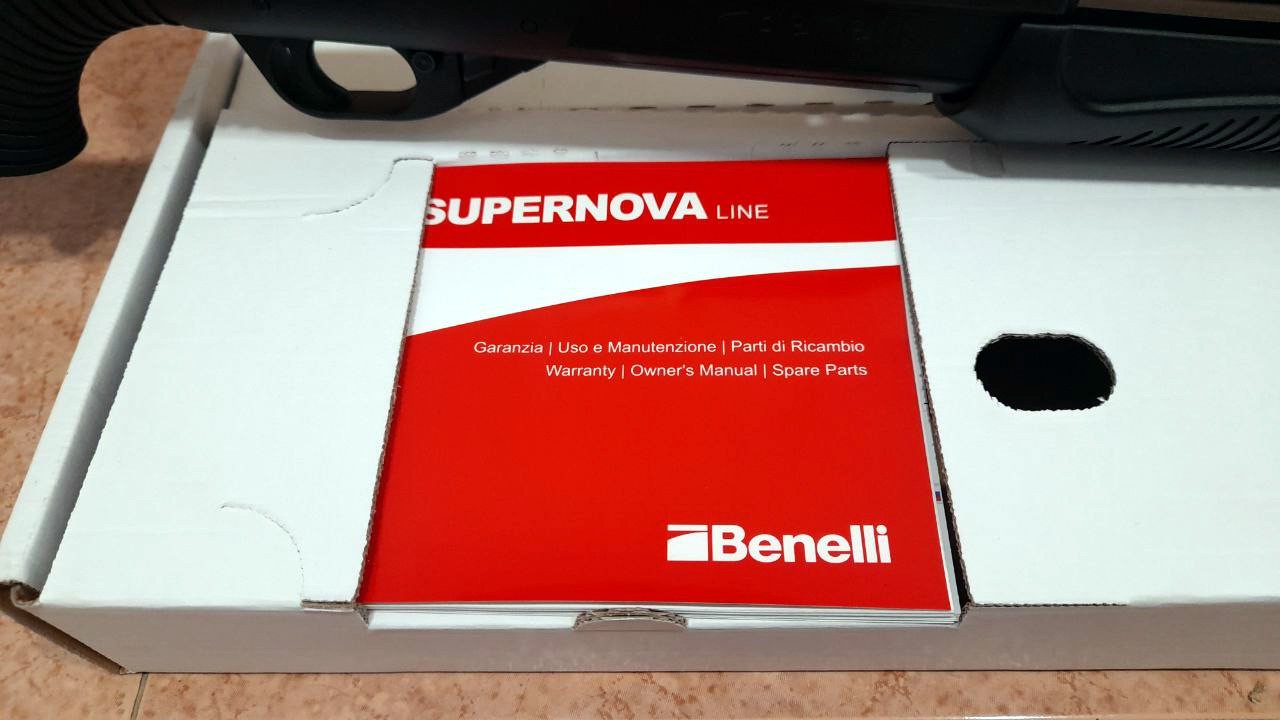 SUPERNOVA LINE
Garanzia | Uso e Manutenzione | Parti di Ricambio
Warranty | Owner's Manual | Spare Parts
Benelli